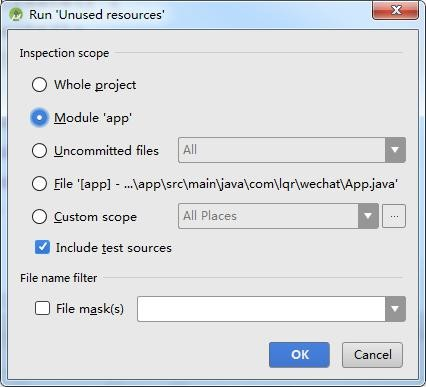 Run 'Unused resources'
Inspection scope
Whole project
Module 'app'
Uncommitted files All
File '[app] - ...\app\src\main\java\com\lqr\wechat\App.java'
Custom scope All Places ...
Include test sources
File name filter
File mask(s)
OK Cancel